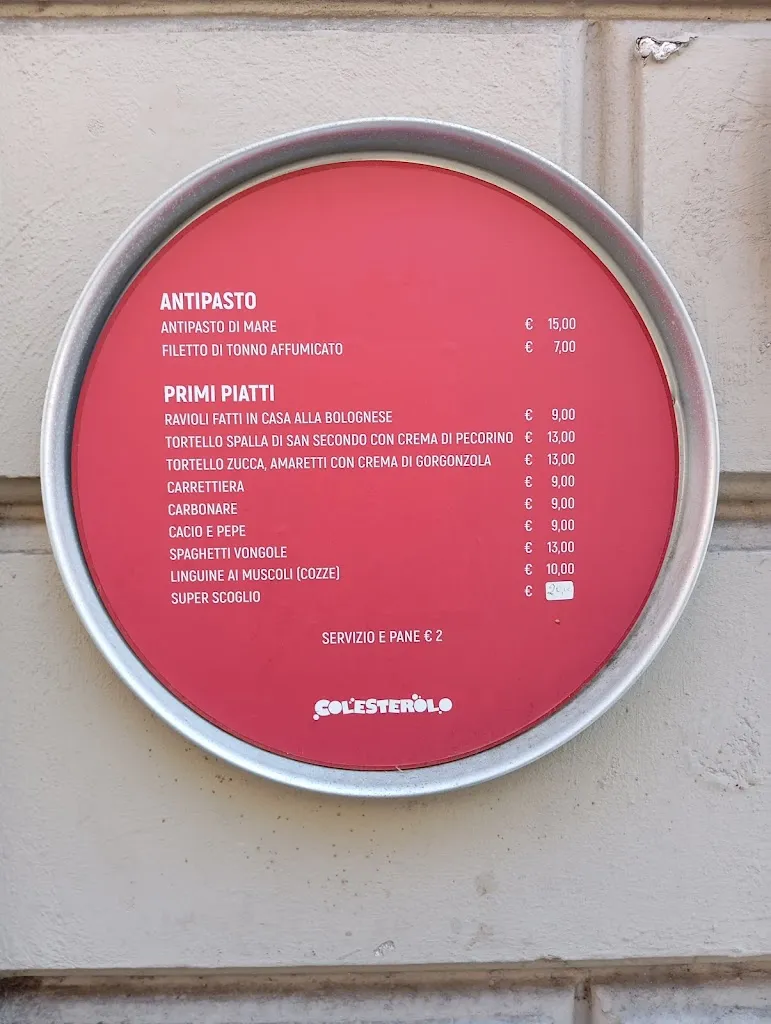 ANTIPASTO
ANTIPASTO DI MARE € 15,00
FILETTO DI TONNO AFFUMICATO € 7,00
PRIMI PIATTI
RAVIOLI FATTI IN CASA ALLA BOLOGNESE € 9,00
TORTELLO SPALLA DI SAN SECONDO CON CREMA DI PECORINO € 13,00
TORTELLO ZUCCA, AMARETTI CON CREMA DI GORGONZOLA € 13,00
CARRETTIERA € 9,00
CARBONARE € 9,00
CACIO E PEPE € 9,00
SPAGHETTI VONGOLE € 13,00
LINGUINE AI MUSCOLI (COZZE) € 10,00
SUPER SCOGLIO €
SERVIZIO E PANE € 2
COLESTEROLO